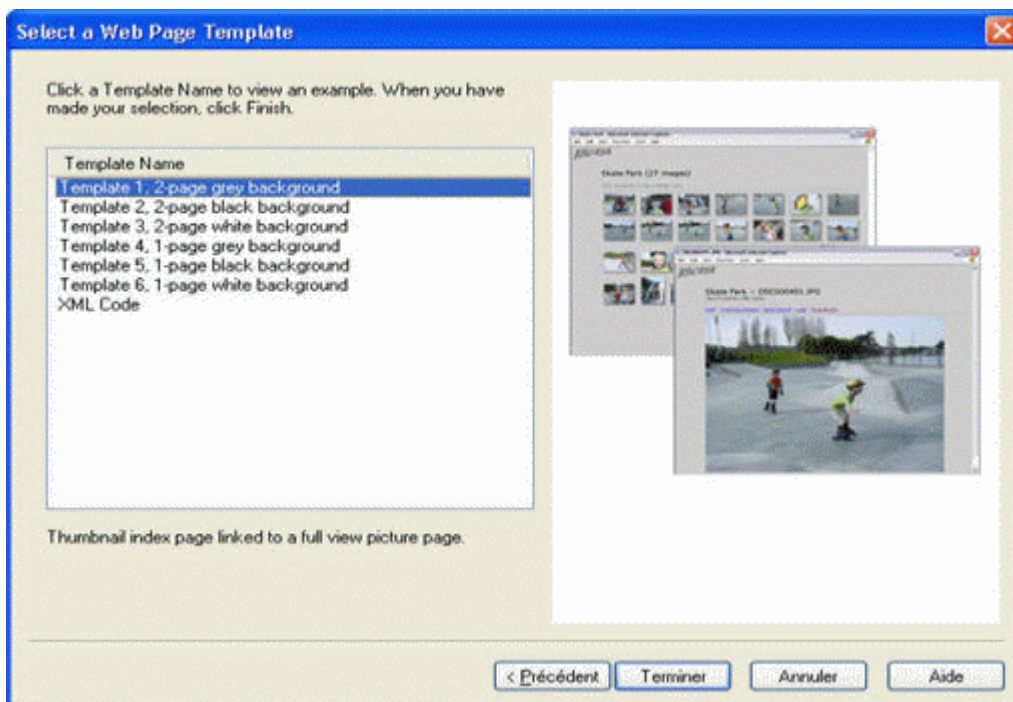 Select a Web Page Template
Click a Template Name to view an example. When you have
made your selection, click Finish.
Template Name
Template 1, 2-page grey background
Template 2, 2-page black background
Template 3, 2-page white background
Template 4, 1-page grey background
Template 5, 1-page black background
Template 6, 1-page white background
XML Code
Thumbnail index page linked to a full view picture page.
Skate Park (27 images)
< Précédent
Terminer
Annuler
Aide